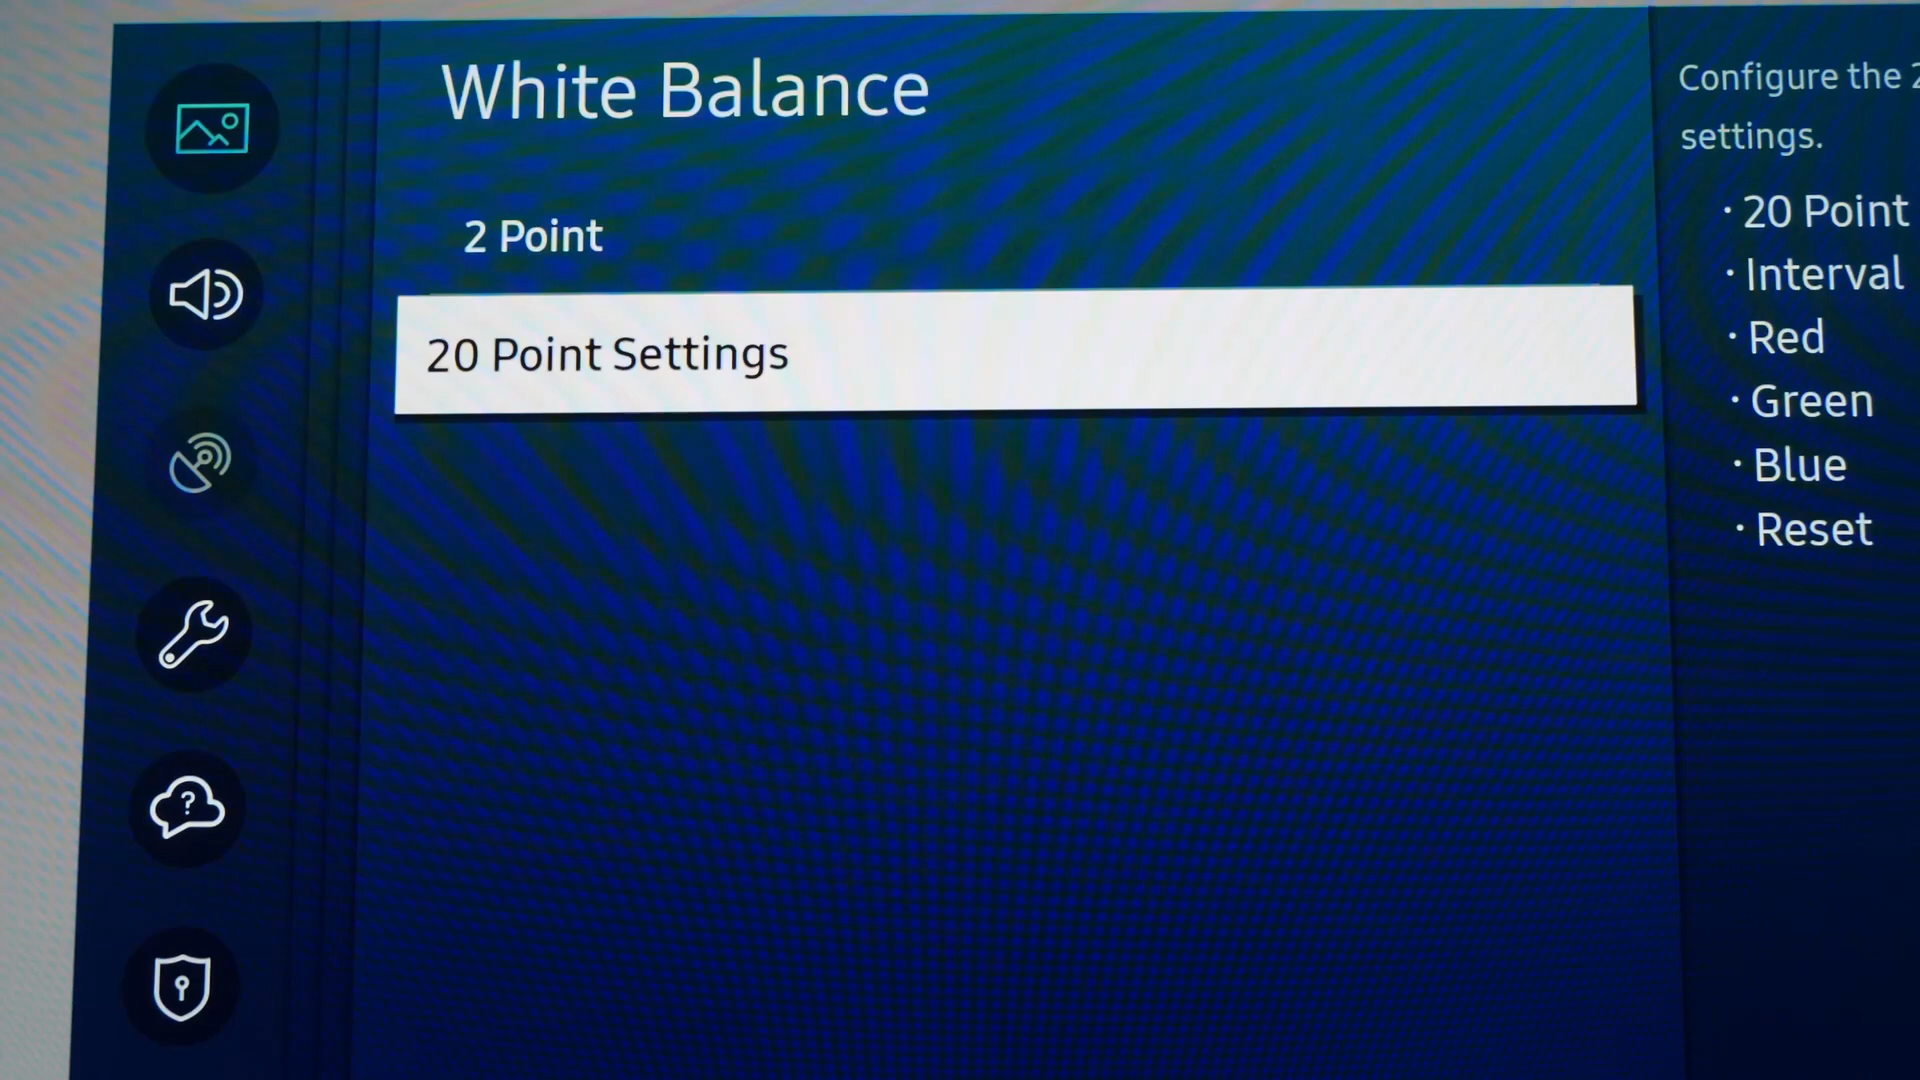 White Balance
2 Point
20 Point Settings
Configure the
settings.
· 20 Point
· Interval
· Red
· Green
· Blue
· Reset
?